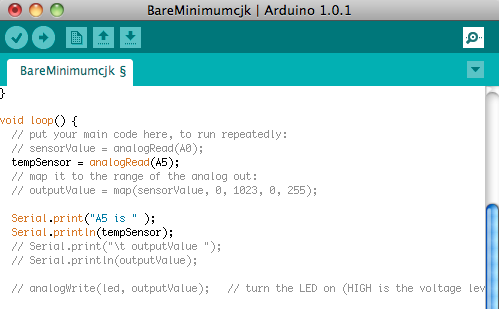 BareMinimumcjk | Arduino 1.0.1
BareMinimumcjk §
}
void loop() {
// put your main code here, to run repeatedly:
// sensorValue = analogRead(A0);
tempSensor = analogRead(A5);
// map it to the range of the analog out:
// outputValue = map(sensorValue, 0, 1023, 0, 255);
Serial.print("A5 is " );
Serial.println(tempSensor);
// Serial.print("\t outputValue ");
// Serial.println(outputValue);
// analogWrite(led, outputValue);   // turn the LED on (HIGH is the voltage lev